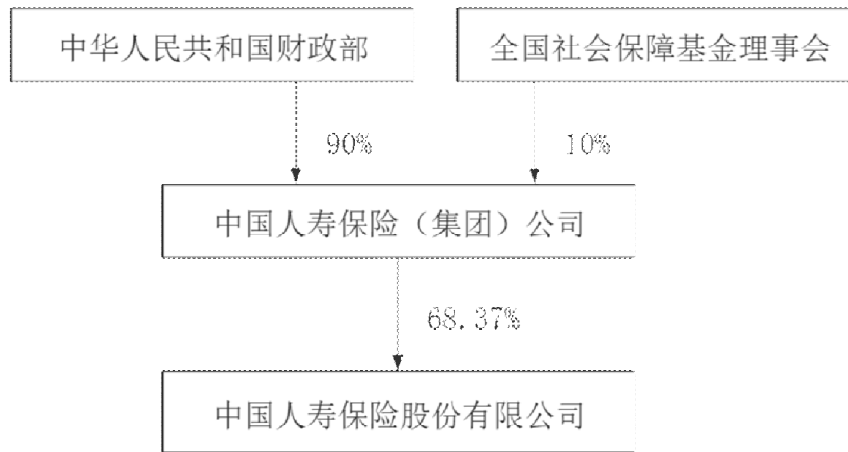 中华人民共和国财政部
全国社会保障基金理事会
90%
10%
中国人寿保险（集团）公司
68.37%
中国人寿保险股份有限公司